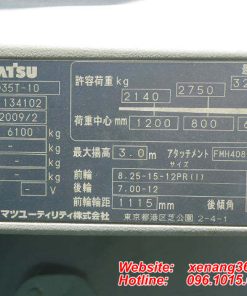 ATSU
許容荷重 kg
035T-10
2140
2750
32
134102
2009/2
荷重中心 mm
1200
800
6
6100 kg
kg
最大揚高
3.0 m
アタッチメント
サイズ
FMH408
kg
前輪
8.25-15-12PR(I)
kg
後輪
7.00-12
マツユーティリティ株式会社
前輪輪距
1115 mm
後傾角
東京都港区芝公園 2-4-1
Website: xenang36
Hotline: 096.1015.